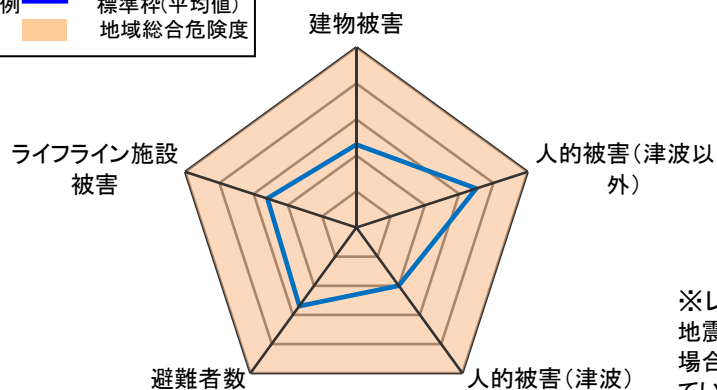 例 標準枠(平均値)
地域総合危険度
建物被害
ライフライン施設
被害
人的被害(津波以
外)
避難者数
人的被害(津波)
※レ
地震
場合
てい